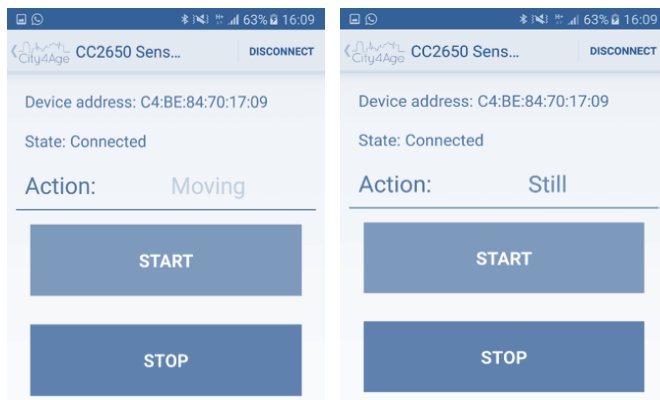 63% 16:09
City4Age CC2650 Sens... DISCONNECT
Device address: C4:BE:84:70:17:09
State: Connected
Action: Moving
START
STOP
63% 16:09
City4Age CC2650 Sens... DISCONNECT
Device address: C4:BE:84:70:17:09
State: Connected
Action: Still
START
STOP